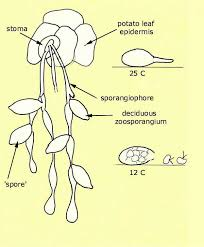 stoma
potato leaf
epidermis
25 C
sporangiophore
deciduous
zoosporangium
'spore'
12 C